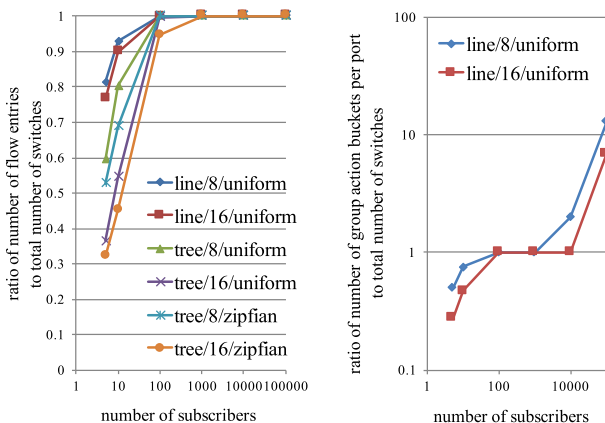 ratio of number of flow entries
to total number of switches
1
0.9
0.8
0.7
0.6
0.5
0.4
0.3
0.2
0.1
0
line/8/uniform
line/16/uniform
tree/8/uniform
tree/16/uniform
tree/8/zipfian
tree/16/zipfian
1
10
100
1000
10000
100000
number of subscribers
ratio of number of group action buckets per port
to total number of switches
100
10
1
0.1
line/8/uniform
line/16/uniform
1
100
10000
number of subscribers